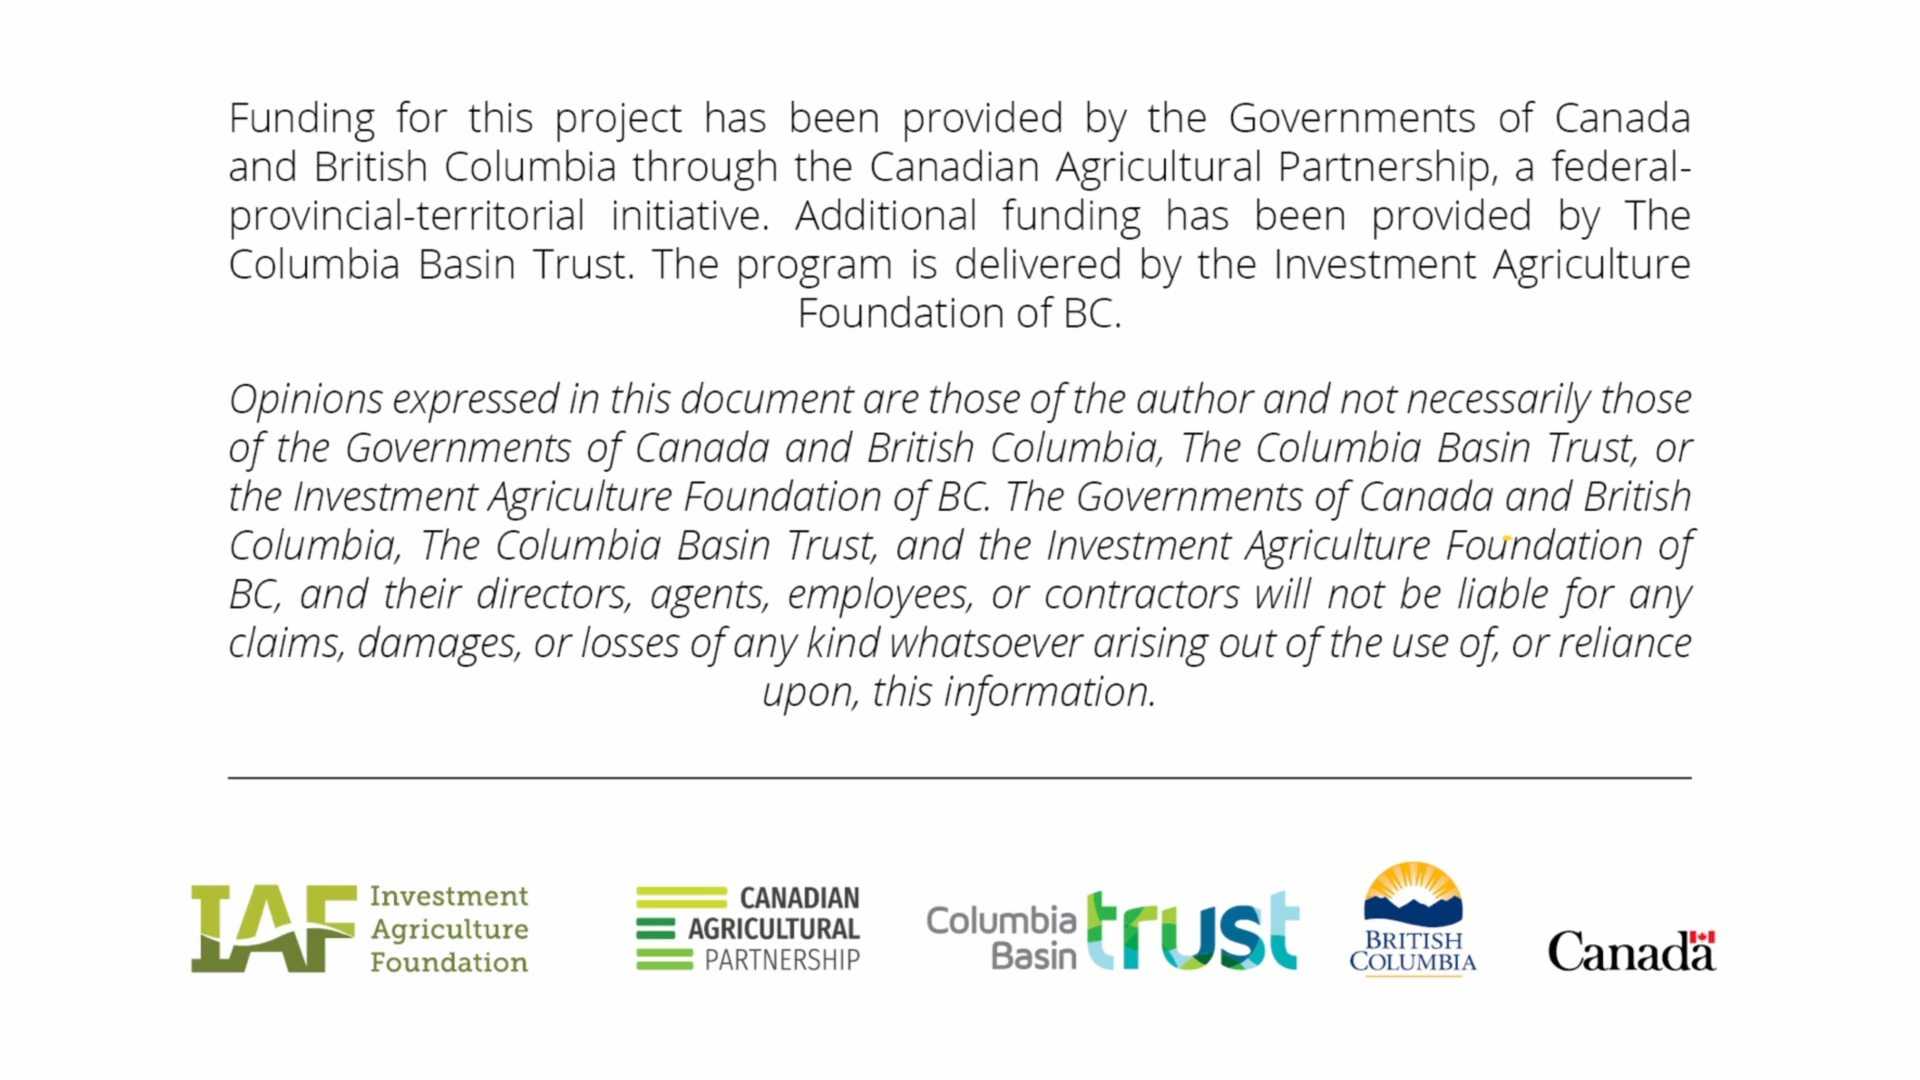 Funding for this project has been provided by the Governments of Canada
and British Columbia through the Canadian Agricultural Partnership, a federal-
provincial-territorial initiative. Additional funding has been provided by The
Columbia Basin Trust. The program is delivered by the Investment Agriculture
Foundation of BC.
Opinions expressed in this document are those of the author and not necessarily those
of the Governments of Canada and British Columbia, The Columbia Basin Trust, or
the Investment Agriculture Foundation of BC. The Governments of Canada and British
Columbia, The Columbia Basin Trust, and the Investment Agriculture Foundation of
BC, and their directors, agents, employees, or contractors will not be liable for any
claims, damages, or losses of any kind whatsoever arising out of the use of, or reliance
upon, this information.
IAF
Investment
Agriculture
Foundation
CANADIAN
AGRICULTURAL
PARTNERSHIP
Columbia
Basin
trust
BRITISH
COLUMBIA
Canada